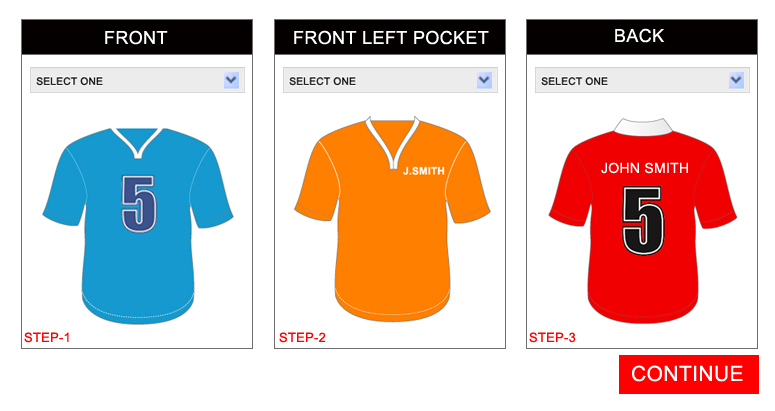 FRONT
SELECT ONE
5
STEP-1
FRONT LEFT POCKET
SELECT ONE
J.SMITH
STEP-2
BACK
SELECT ONE
JOHN SMITH
5
STEP-3
CONTINUE